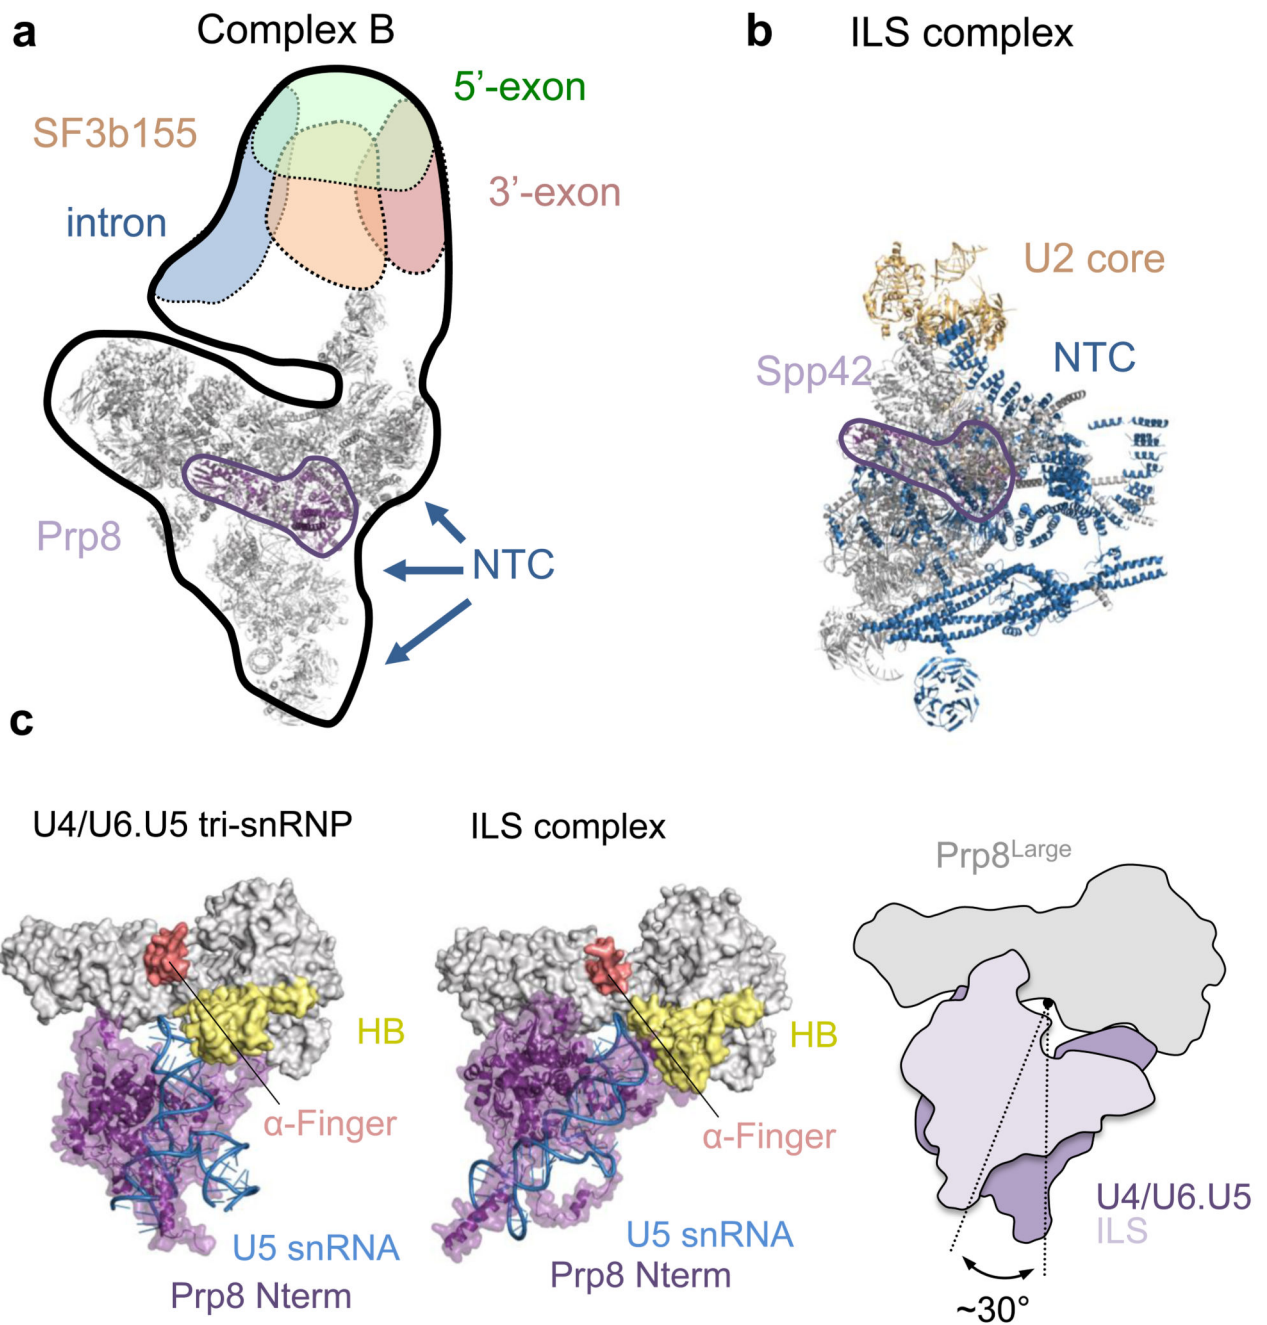 a
Complex B
b
ILS complex
5’-exon
SF3b155
3’-exon
intron
U2 core
NTC
Spp42
Prp8
NTC
c
U4/U6.U5 tri-snRNP
ILS complex
Prp8Large
HB
HB
α-Finger
α-Finger
U4/U6.U5
ILS
U5 snRNA
U5 snRNA
Prp8 Nterm
Prp8 Nterm
~30°